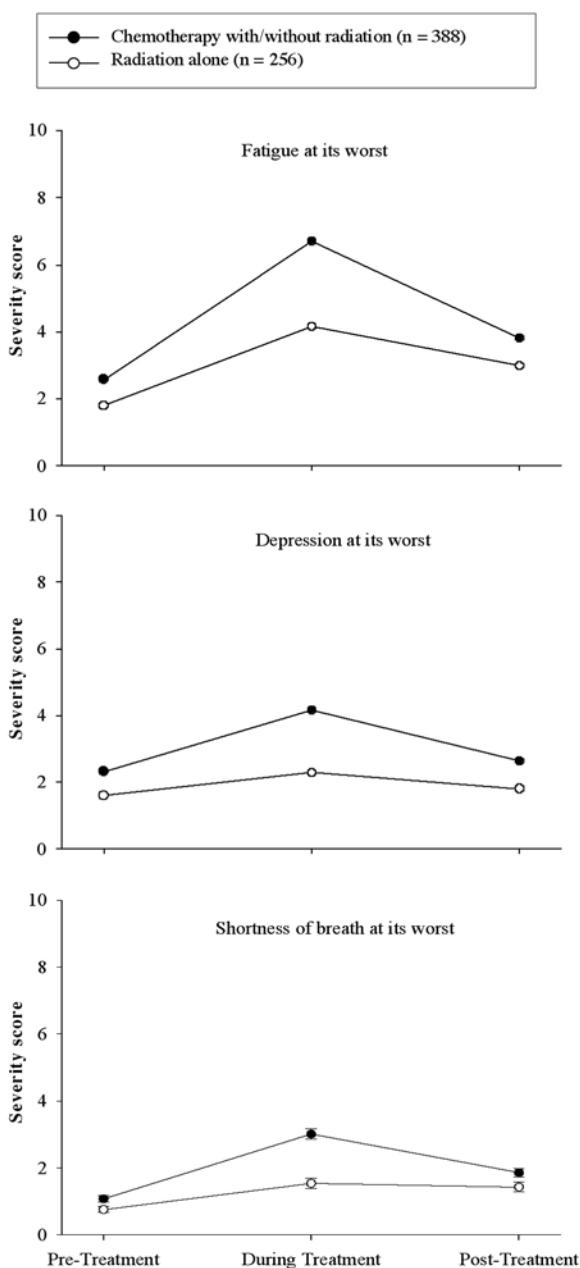 Chemotherapy with/without radiation (n = 388)
Radiation alone (n = 256)
Fatigue at its worst
10
8
6
4
2
0
Severity score
Depression at its worst
10
8
6
4
2
0
Severity score
Shortness of breath at its worst
10
8
6
4
2
0
Severity score
Pre-Treatment During Treatment Post-Treatment